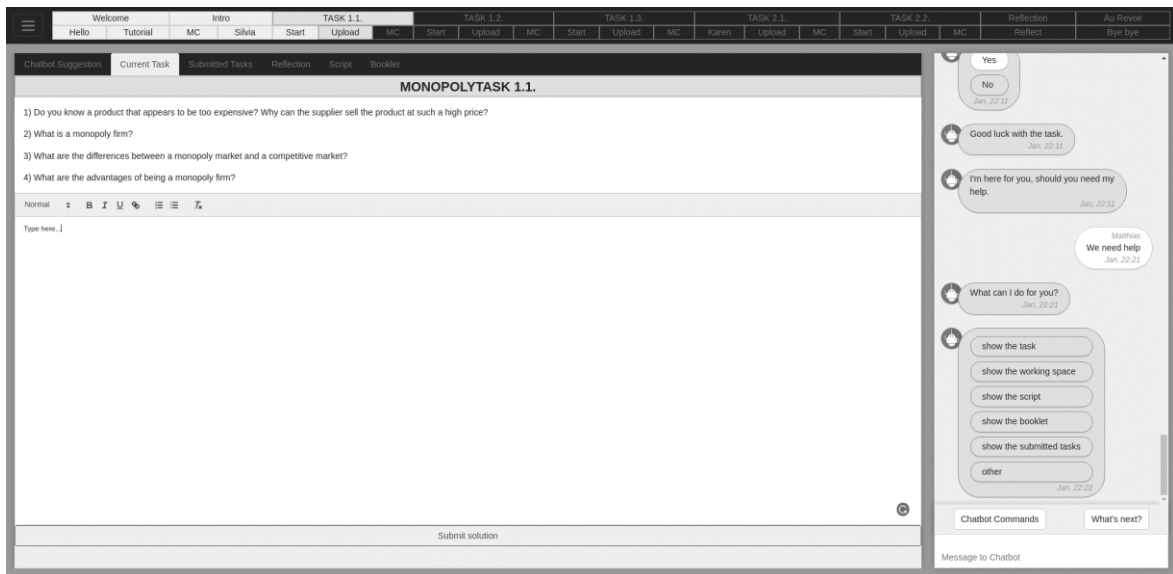 Welcome Intro TASK 1.1. TASK 1.2. TASK 1.3. TASK 2.1. TASK 2.2. Reflection Au Revoir
Hello Tutorial MC Silvia Start Upload MC Start Upload MC Start Upload MC Karen Upload MC Start Upload MC Reflect Bye bye
Chatbot Suggestion Current Task Submitted Tasks Reflection Script Booklet
MONOPOLYTASK 1.1.
1) Do you know a product that appears to be too expensive? Why can the supplier sell the product at such a high price?
2) What is a monopoly firm?
3) What are the differences between a monopoly market and a competitive market?
4) What are the advantages of being a monopoly firm?
Normal B I U
Type here...
Submit solution
Yes
No
Jan, 22:11
Good luck with the task.
Jan, 22:11
I'm here for you, should you need my
help.
Jan, 22:11
Matthias
We need help
Jan, 22:21
What can I do for you?
Jan, 22:21
show the task
show the working space
show the script
show the booklet
show the submitted tasks
other
Jan, 22:22
Chatbot Commands What's next?
Message to Chatbot